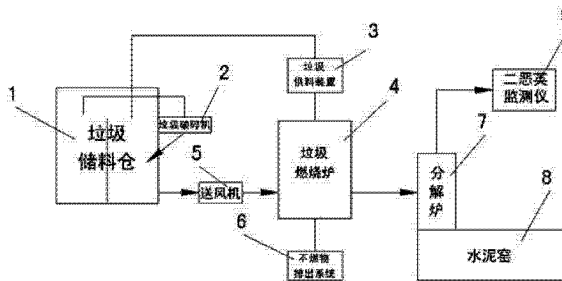 1
垃圾
储料仓
2
垃圾破碎机
3
垃圾
供料装置
4
垃圾
燃烧炉
5
送风机
6
不燃物
排出系统
7
分解炉
8
水泥窑
二恶英
监测仪